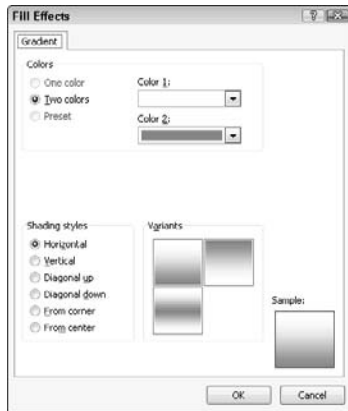 Fill Effects
Gradient
Colors
One color
Two colors
Preset
Color 1:
Color 2:
Shading styles
Horizontal
Vertical
Diagonal up
Diagonal down
From corner
From center
Variants
Sample:
OK
Cancel